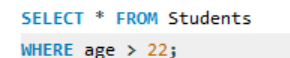 SELECT * FROM Students
WHERE age > 22;